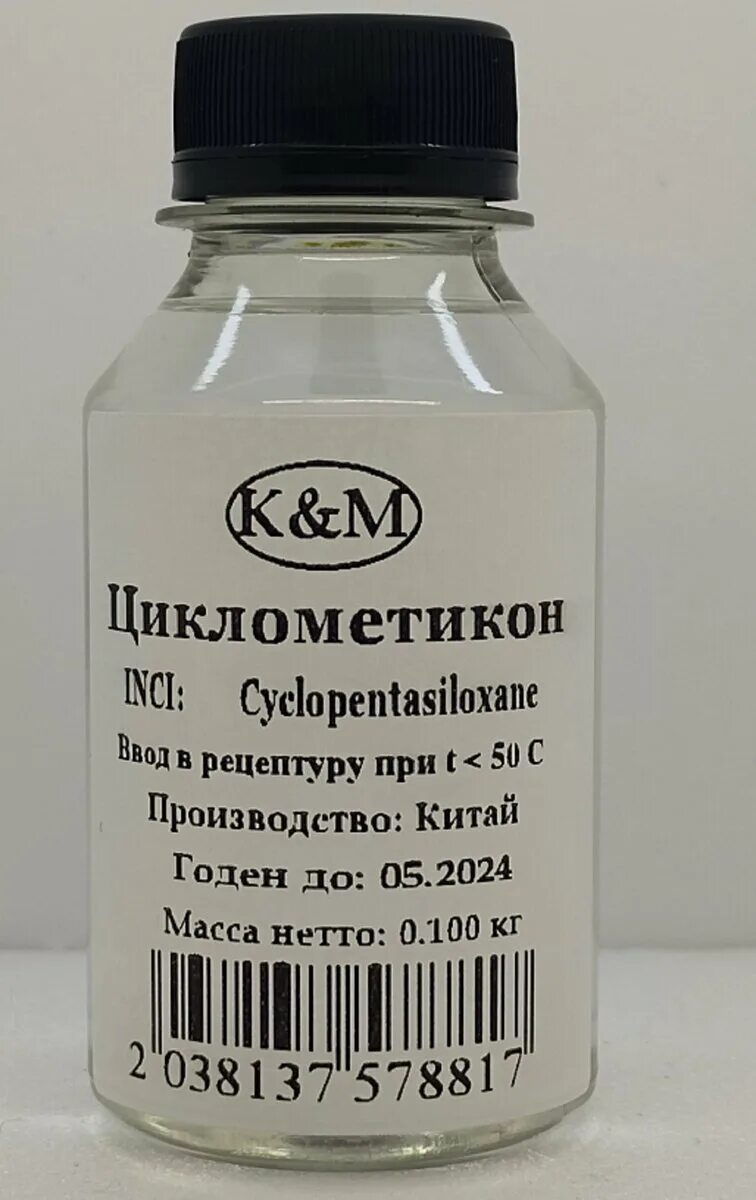 K&M
Циклометикон
INCI: Cyclopentasiloxane
Ввод в рецептуру при t < 50 C
Производство: Китай
Годен до: 05.2024
Масса нетто: 0.100 кг
2 038137 578817